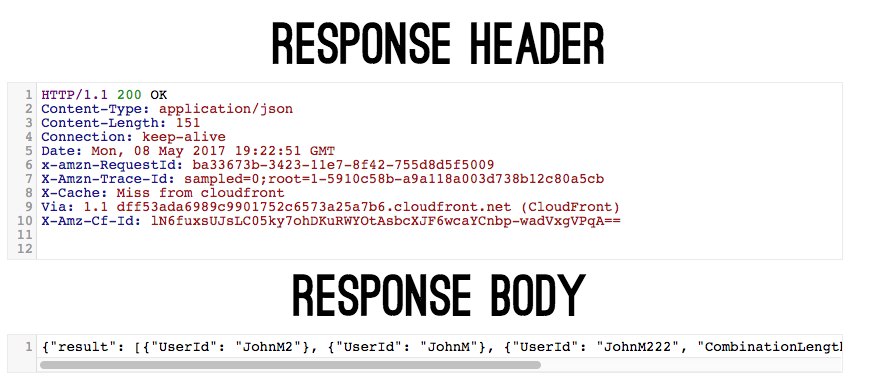 RESPONSE HEADER
1 HTTP/1.1 200 OK
2 Content-Type: application/json
3 Content-Length: 151
4 Connection: keep-alive
5 Date: Mon, 08 May 2017 19:22:51 GMT
6 x-amzn-RequestId: ba33673b-3423-11e7-8f42-755d8d5f5009
7 X-Amzn-Trace-Id: sampled=0;root=1-5910c58b-a9a118a003d738b12c80a5cb
8 X-Cache: Miss from cloudfront
9 Via: 1.1 dff53ada6989c9901752c6573a25a7b6.cloudfront.net (CloudFront)
10 X-Amz-Cf-Id: lN6fuxsUJsLC05ky7ohDKuRWYOtAsbcXJF6wcaYCnbp-wadVxgVPqA==
11
12
RESPONSE BODY
1 {"result": [{"UserId": "JohnM2"}, {"UserId": "JohnM"}, {"UserId": "JohnM222", "CombinationLengt